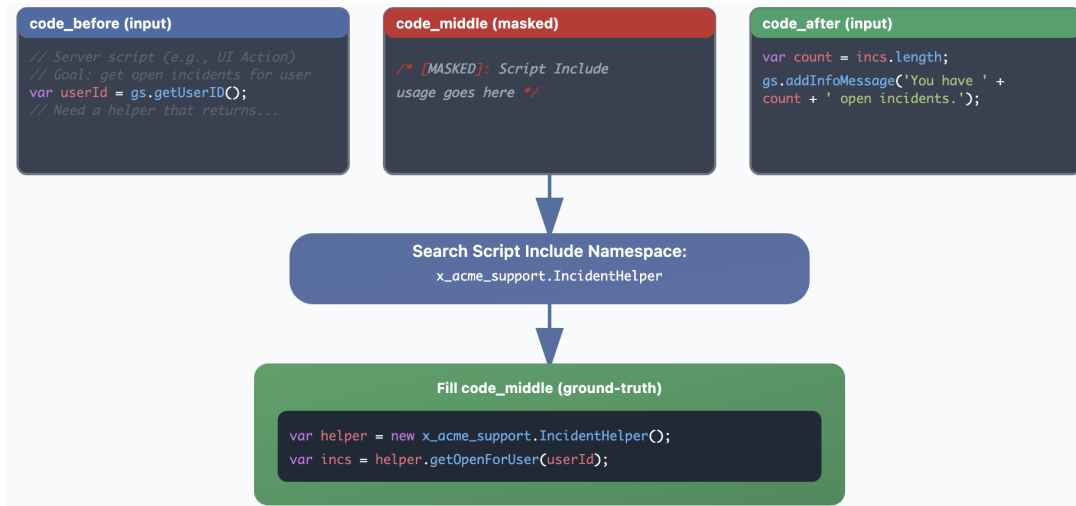 code_before (input)
// Server script (e.g., UI Action)
// Goal: get open incidents for user
var userId = gs.getUserID();
// Need a helper that returns...
code_middle (masked)
/* [MASKED]: Script Include
usage goes here */
code_after (input)
var count = incs.length;
gs.addInfoMessage('You have ' +
count + ' open incidents.');
Search Script Include Namespace:
x_acme_support.IncidentHelper
Fill code_middle (ground-truth)
var helper = new x_acme_support.IncidentHelper();
var incs = helper.getOpenForUser(userId);